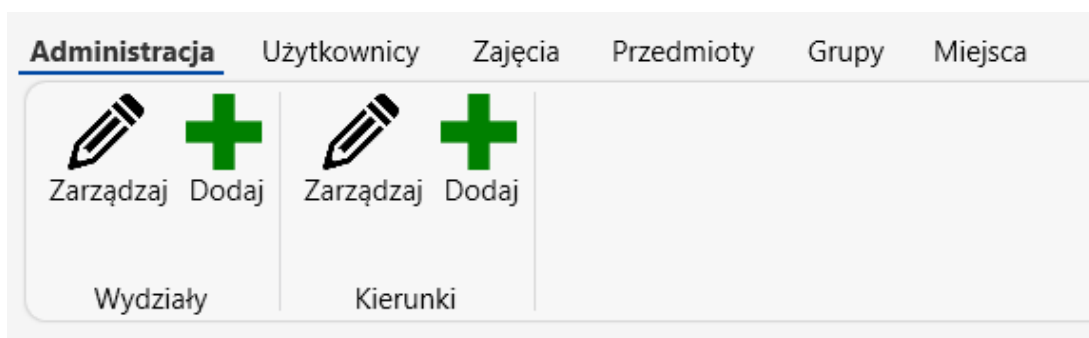 Administracja Użytkownicy Zajęcia Przedmioty Grupy Miejsca
Zarządzaj Dodaj Zarządzaj Dodaj
Wydziały Kierunki